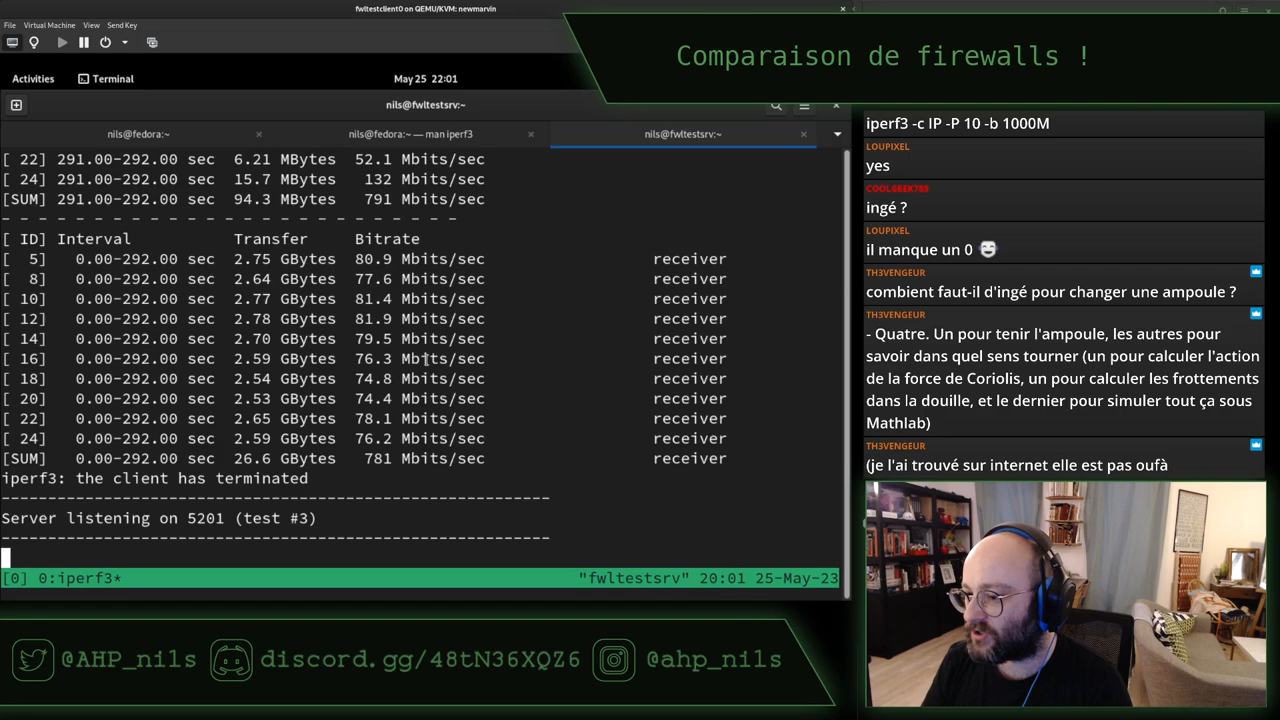 fwltestclient0 on QEMU/KVM: newmarvin
File Virtual Machine View Send Key
Comparaison de firewalls !
Activities Terminal May 25 22:01
nils@fwltestsrv:~
nils@fedora:~ nils@fedora:~ — man iperf3 nils@fwltestsrv:~
[ 22] 291.00-292.00 sec 6.21 MBytes 52.1 Mbits/sec
[ 24] 291.00-292.00 sec 15.7 MBytes 132 Mbits/sec
[SUM] 291.00-292.00 sec 94.3 MBytes 791 Mbits/sec
- - - - - - - - - - - - - - - - - - - - - - - - -
[ ID] Interval Transfer Bitrate
[ 5] 0.00-292.00 sec 2.75 GBytes 80.9 Mbits/sec receiver
[ 8] 0.00-292.00 sec 2.64 GBytes 77.6 Mbits/sec receiver
[ 10] 0.00-292.00 sec 2.77 GBytes 81.4 Mbits/sec receiver
[ 12] 0.00-292.00 sec 2.78 GBytes 81.9 Mbits/sec receiver
[ 14] 0.00-292.00 sec 2.70 GBytes 79.5 Mbits/sec receiver
[ 16] 0.00-292.00 sec 2.59 GBytes 76.3 Mbits/sec receiver
[ 18] 0.00-292.00 sec 2.54 GBytes 74.8 Mbits/sec receiver
[ 20] 0.00-292.00 sec 2.53 GBytes 74.4 Mbits/sec receiver
[ 22] 0.00-292.00 sec 2.65 GBytes 78.1 Mbits/sec receiver
[ 24] 0.00-292.00 sec 2.59 GBytes 76.2 Mbits/sec receiver
[SUM] 0.00-292.00 sec 26.6 GBytes 781 Mbits/sec receiver
iperf3: the client has terminated
-----------------------------------------------------------
Server listening on 5201 (test #3)
-----------------------------------------------------------
[0] 0:iperf3* "fwltestsrv" 20:01 25-May-23
iperf3 -c IP -P 10 -b 1000M
LOUPIXEL
yes
COOLGEEK789
ingé ?
LOUPIXEL
il manque un 0
TH3VENGEUR
combient faut-il d'ingé pour changer une ampoule ?
TH3VENGEUR
- Quatre. Un pour tenir l'ampoule, les autres pour
savoir dans quel sens tourner (un pour calculer l'action
de la force de Coriolis, un pour calculer les frottements
dans la douille, et le dernier pour simuler tout ça sous
Mathlab)
TH3VENGEUR
(je l'ai trouvé sur internet elle est pas oufà
@AHP_nils discord.gg/48tN36XQZ6 @ahp_nils